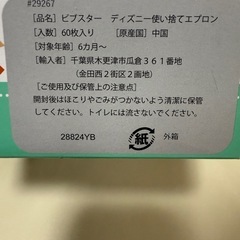 #29267
[品名] ビブスター　ディズニー使い捨てエプロン
[入数] 60枚入り　[原産国] 中国
[対象年齢] 6カ月~
[輸入者] 千葉県木更津市瓜倉361番地
(金田西2街区2画地)
[ご使用及び保管上の注意点]
開封後はほこりやごみがつかないよう清潔に保管
してください。トイレには流さないでください。
28824YB
紙
外箱